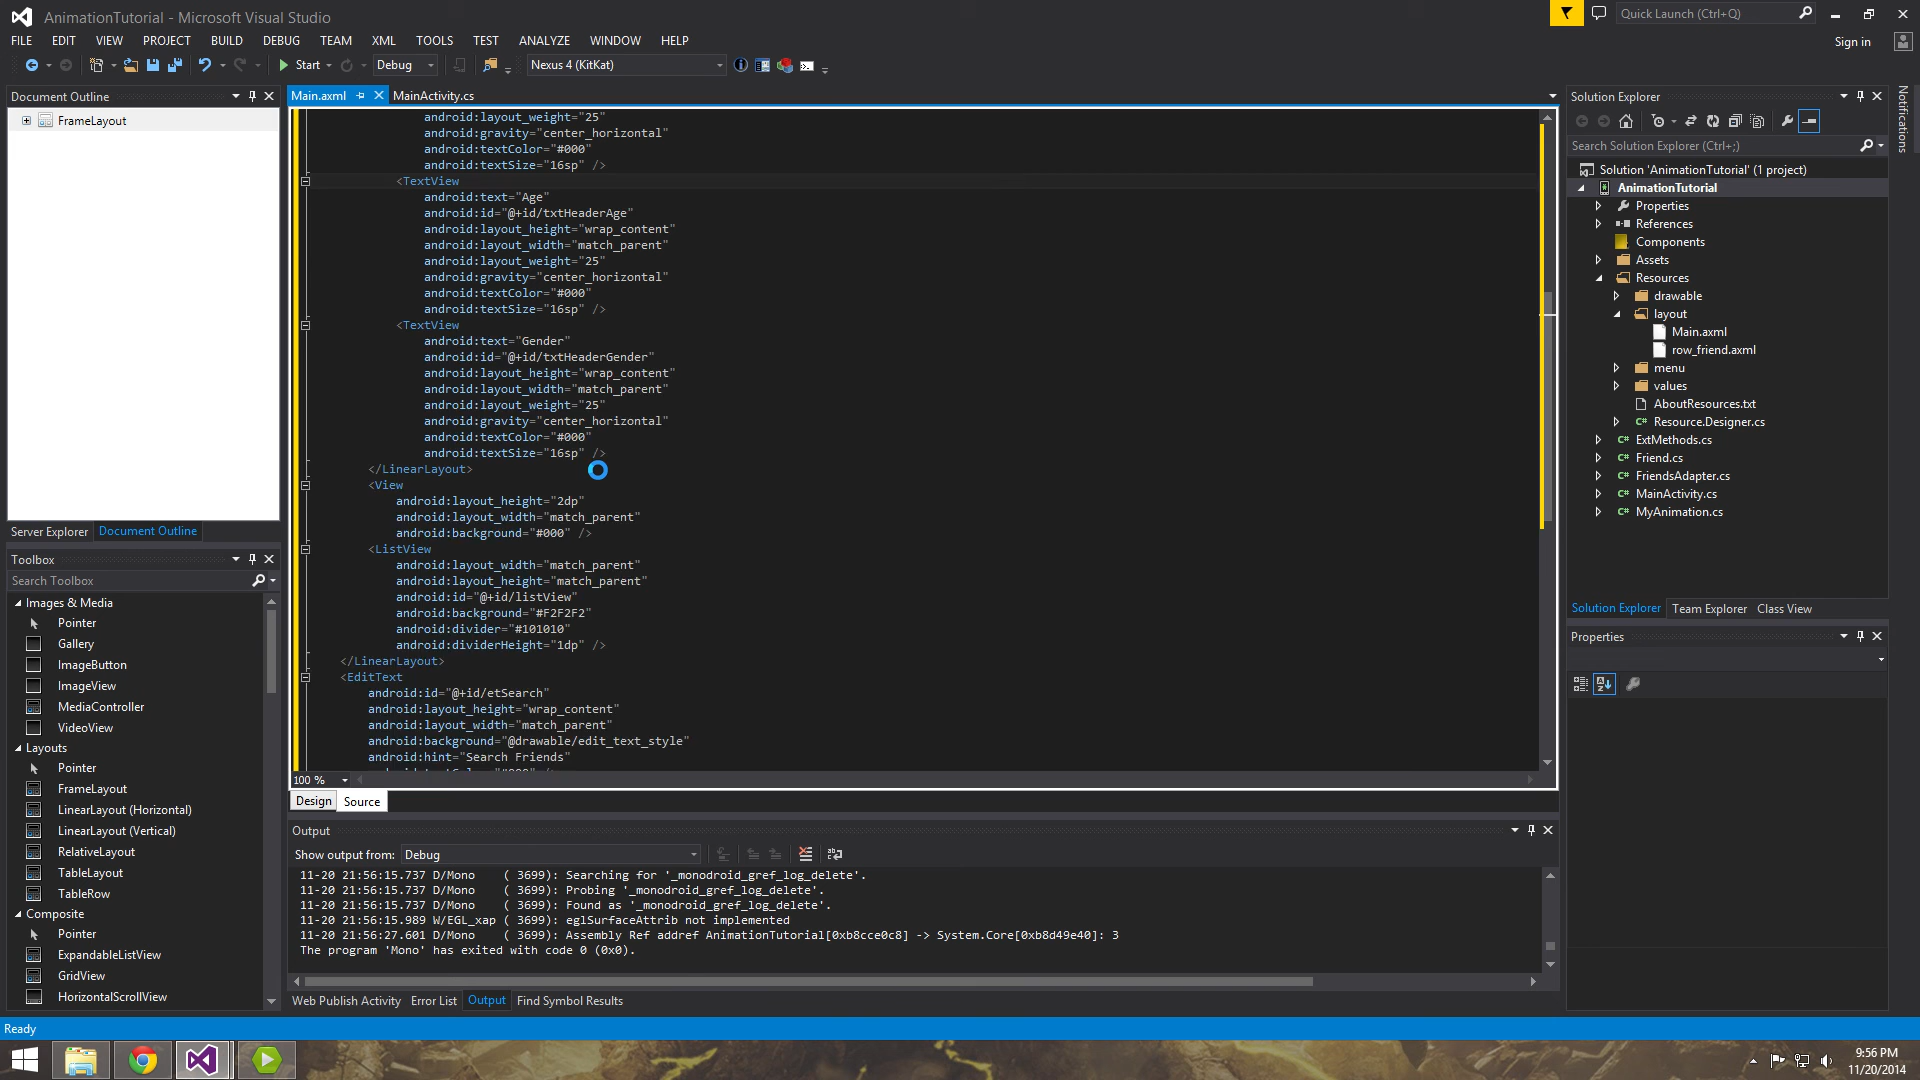 AnimationTutorial - Microsoft Visual Studio
Quick Launch (Ctrl+Q)
FILE EDIT VIEW PROJECT BUILD DEBUG TEAM XML TOOLS TEST ANALYZE WINDOW HELP
Sign in
Start Debug Nexus 4 (KitKat)
Document Outline
FrameLayout
Server Explorer Document Outline
Toolbox
Search Toolbox
Images & Media
Pointer
Gallery
ImageButton
ImageView
MediaController
VideoView
Layouts
Pointer
FrameLayout
LinearLayout (Horizontal)
LinearLayout (Vertical)
RelativeLayout
TableLayout
TableRow
Composite
Pointer
ExpandableListView
GridView
HorizontalScrollView
Main.axml MainActivity.cs
android:layout_weight="25"
android:gravity="center_horizontal"
android:textColor="#000"
android:textSize="16sp" />
<TextView
android:text="Age"
android:id="@+id/txtHeaderAge"
android:layout_height="wrap_content"
android:layout_width="match_parent"
android:layout_weight="25"
android:gravity="center_horizontal"
android:textColor="#000"
android:textSize="16sp" />
<TextView
android:text="Gender"
android:id="@+id/txtHeaderGender"
android:layout_height="wrap_content"
android:layout_width="match_parent"
android:layout_weight="25"
android:gravity="center_horizontal"
android:textColor="#000"
android:textSize="16sp" />
</LinearLayout>
<View
android:layout_height="2dp"
android:layout_width="match_parent"
android:background="#000" />
<ListView
android:layout_width="match_parent"
android:layout_height="match_parent"
android:id="@+id/listView"
android:background="#F2F2F2"
android:divider="#101010"
android:dividerHeight="1dp" />
</LinearLayout>
<EditText
android:id="@+id/etSearch"
android:layout_height="wrap_content"
android:layout_width="match_parent"
android:background="@drawable/edit_text_style"
android:hint="Search Friends"
100 %
Design Source
Output
Show output from: Debug
11-20 21:56:15.737 D/Mono ( 3699): Searching for '_monodroid_gref_log_delete'.
11-20 21:56:15.737 D/Mono ( 3699): Probing '_monodroid_gref_log_delete'.
11-20 21:56:15.737 D/Mono ( 3699): Found as '_monodroid_gref_log_delete'.
11-20 21:56:15.989 W/EGL_xap ( 3699): eglSurfaceAttrib not implemented
11-20 21:56:27.601 D/Mono ( 3699): Assembly Ref addref AnimationTutorial[0xb8cce0c8] -> System.Core[0xb8d49e40]: 3
The program 'Mono' has exited with code 0 (0x0).
Web Publish Activity Error List Output Find Symbol Results
Solution Explorer
Search Solution Explorer (Ctrl+;)
Solution 'AnimationTutorial' (1 project)
AnimationTutorial
Properties
References
Components
Assets
Resources
drawable
layout
Main.axml
row_friend.axml
menu
values
AboutResources.txt
Resource.Designer.cs
ExtMethods.cs
Friend.cs
FriendsAdapter.cs
MainActivity.cs
MyAnimation.cs
Solution Explorer Team Explorer Class View
Properties
Notifications
Ready
9:56 PM
11/20/2014